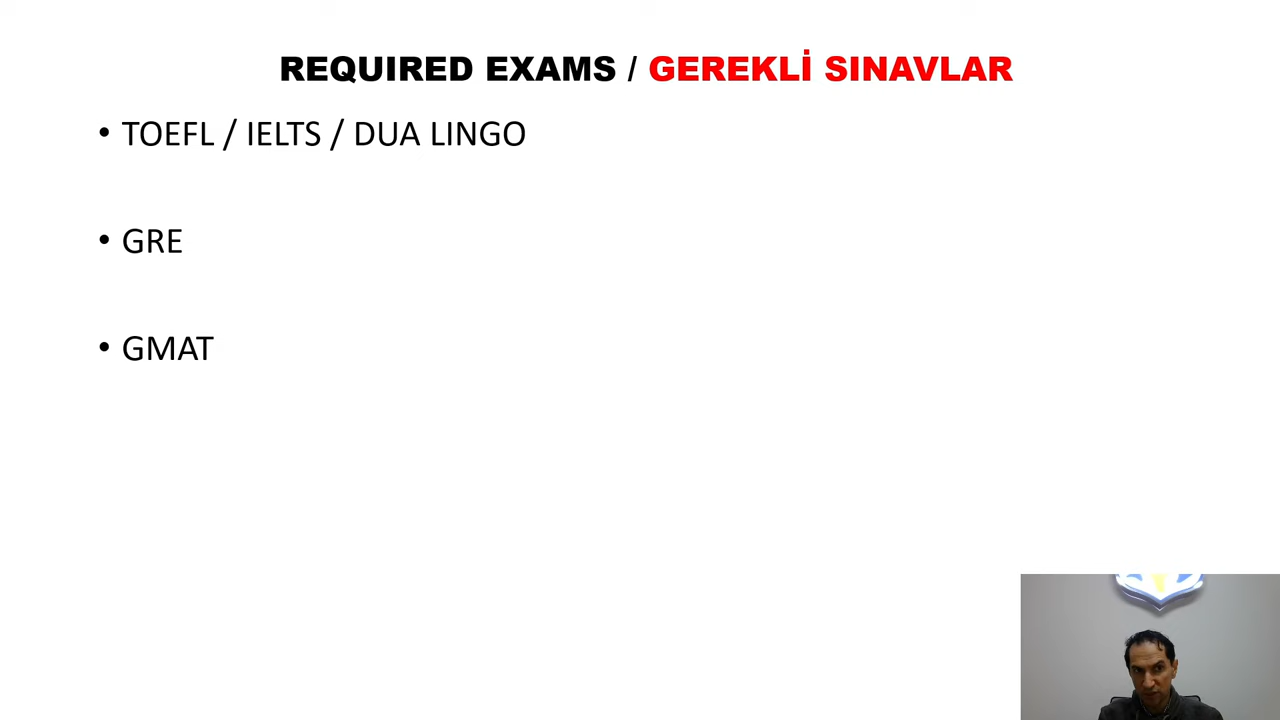 REQUIRED EXAMS / GEREKLİ SINAVLAR
• TOEFL / IELTS / DUA LINGO
• GRE
• GMAT